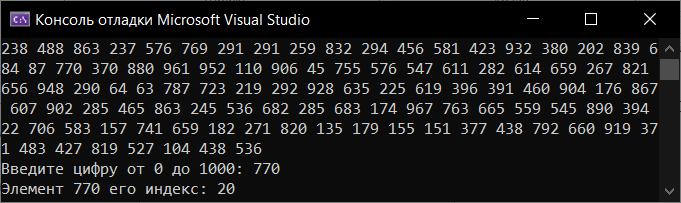 Консоль отладки Microsoft Visual Studio
238 488 863 237 576 769 291 291 259 832 294 456 581 423 932 380 202 839 6
84 87 770 370 880 961 952 110 906 45 755 576 547 611 282 614 659 267 821
656 948 290 64 63 787 723 219 292 928 635 225 619 396 391 460 904 176 867
607 902 285 465 863 245 536 682 285 683 174 967 763 665 559 545 890 394
22 706 583 157 741 659 182 271 820 135 179 155 151 377 438 792 660 919 37
1 483 427 819 527 104 438 536
Введите цифру от 0 до 1000: 770
Элемент 770 его индекс: 20